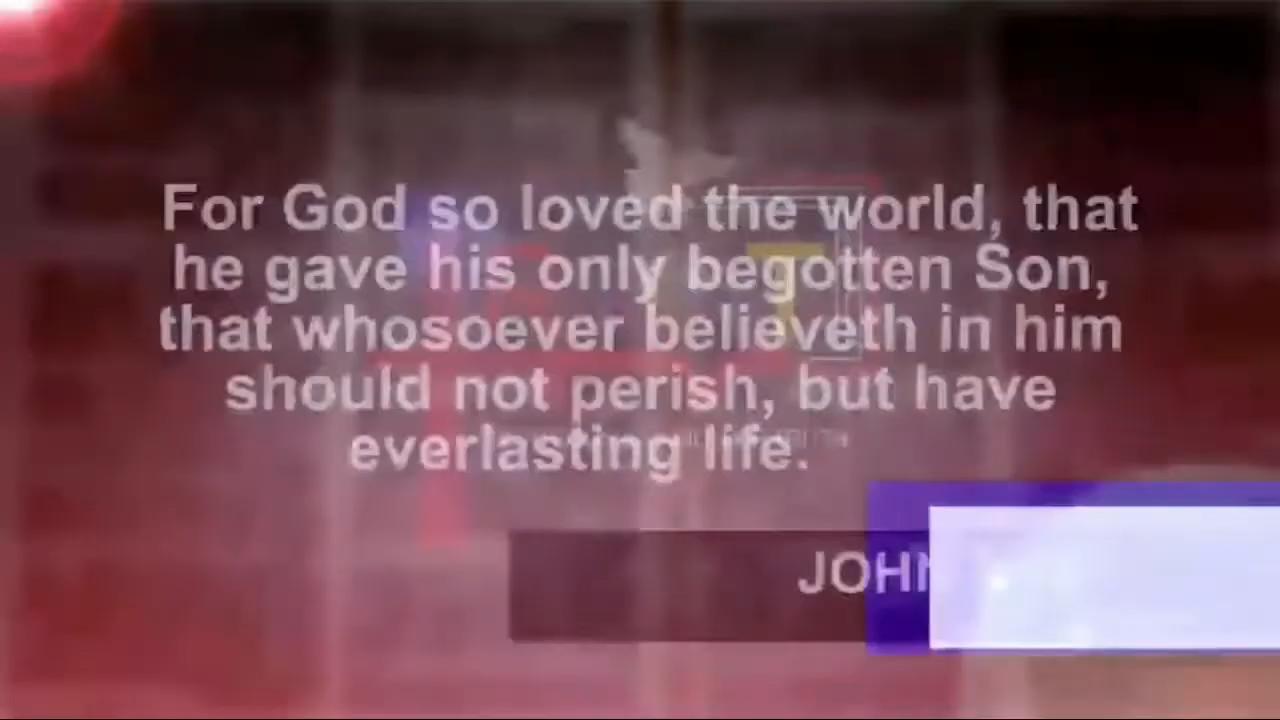 For God so loved the world, that
he gave his only begotten Son,
that whosoever believeth in him
should not perish, but have
everlasting life.
JOHN